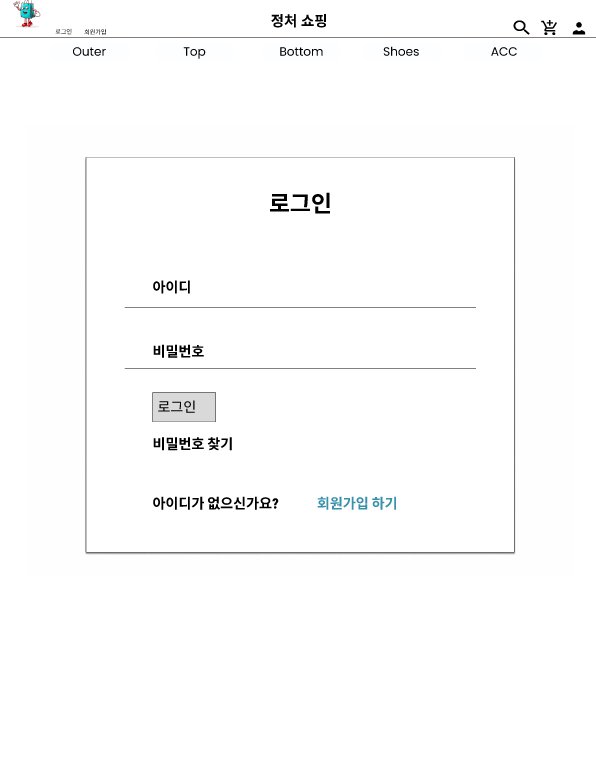 정처 쇼핑
로그인 회원가입
Outer Top Bottom Shoes ACC
로그인
아이디
비밀번호
로그인
비밀번호 찾기
아이디가 없으신가요? 회원가입 하기